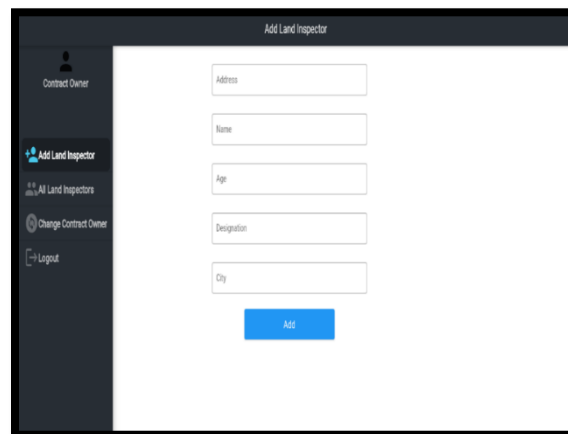 Add Land Inspector
Contract Owner
Add Land Inspector
All Land Inspectors
Change Contract Owner
Logout
Address
Name
Age
Designation
City
Add